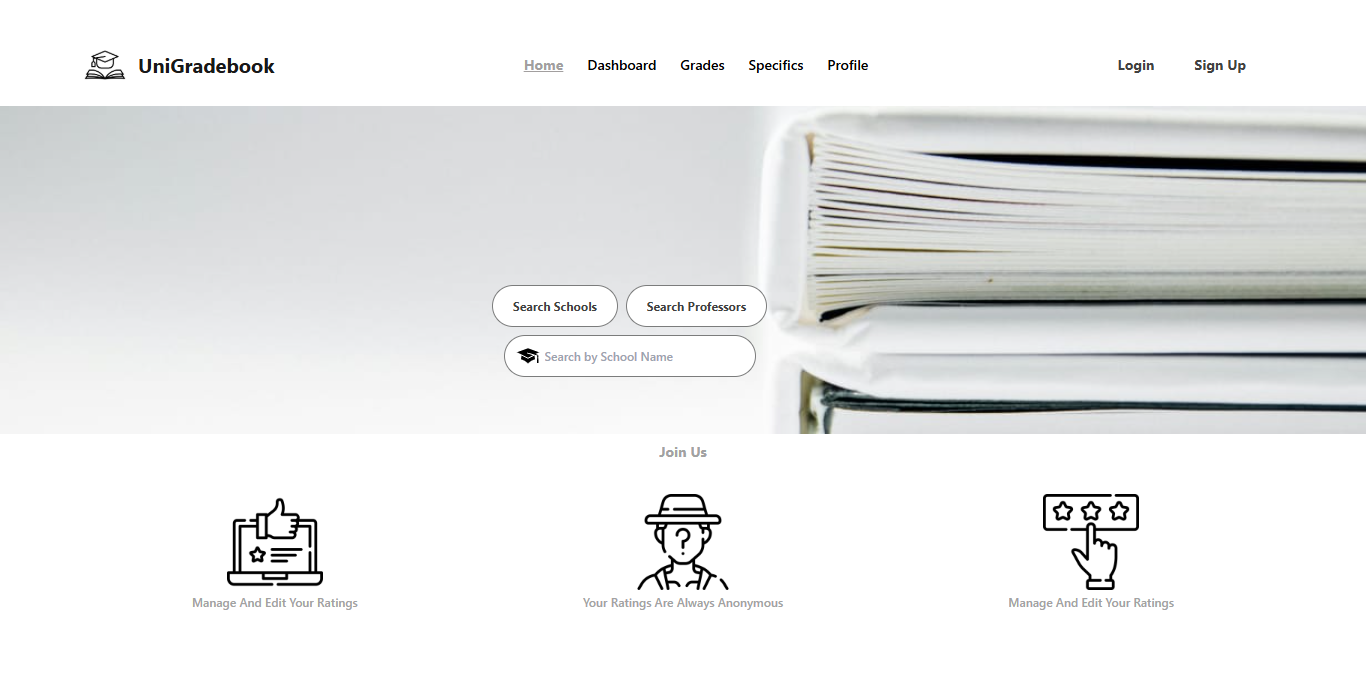 UniGradebook
Home Dashboard Grades Specifics Profile
Login Sign Up
Search Schools Search Professors
Search by School Name
Join Us
Manage And Edit Your Ratings
Your Ratings Are Always Anonymous
Manage And Edit Your Ratings